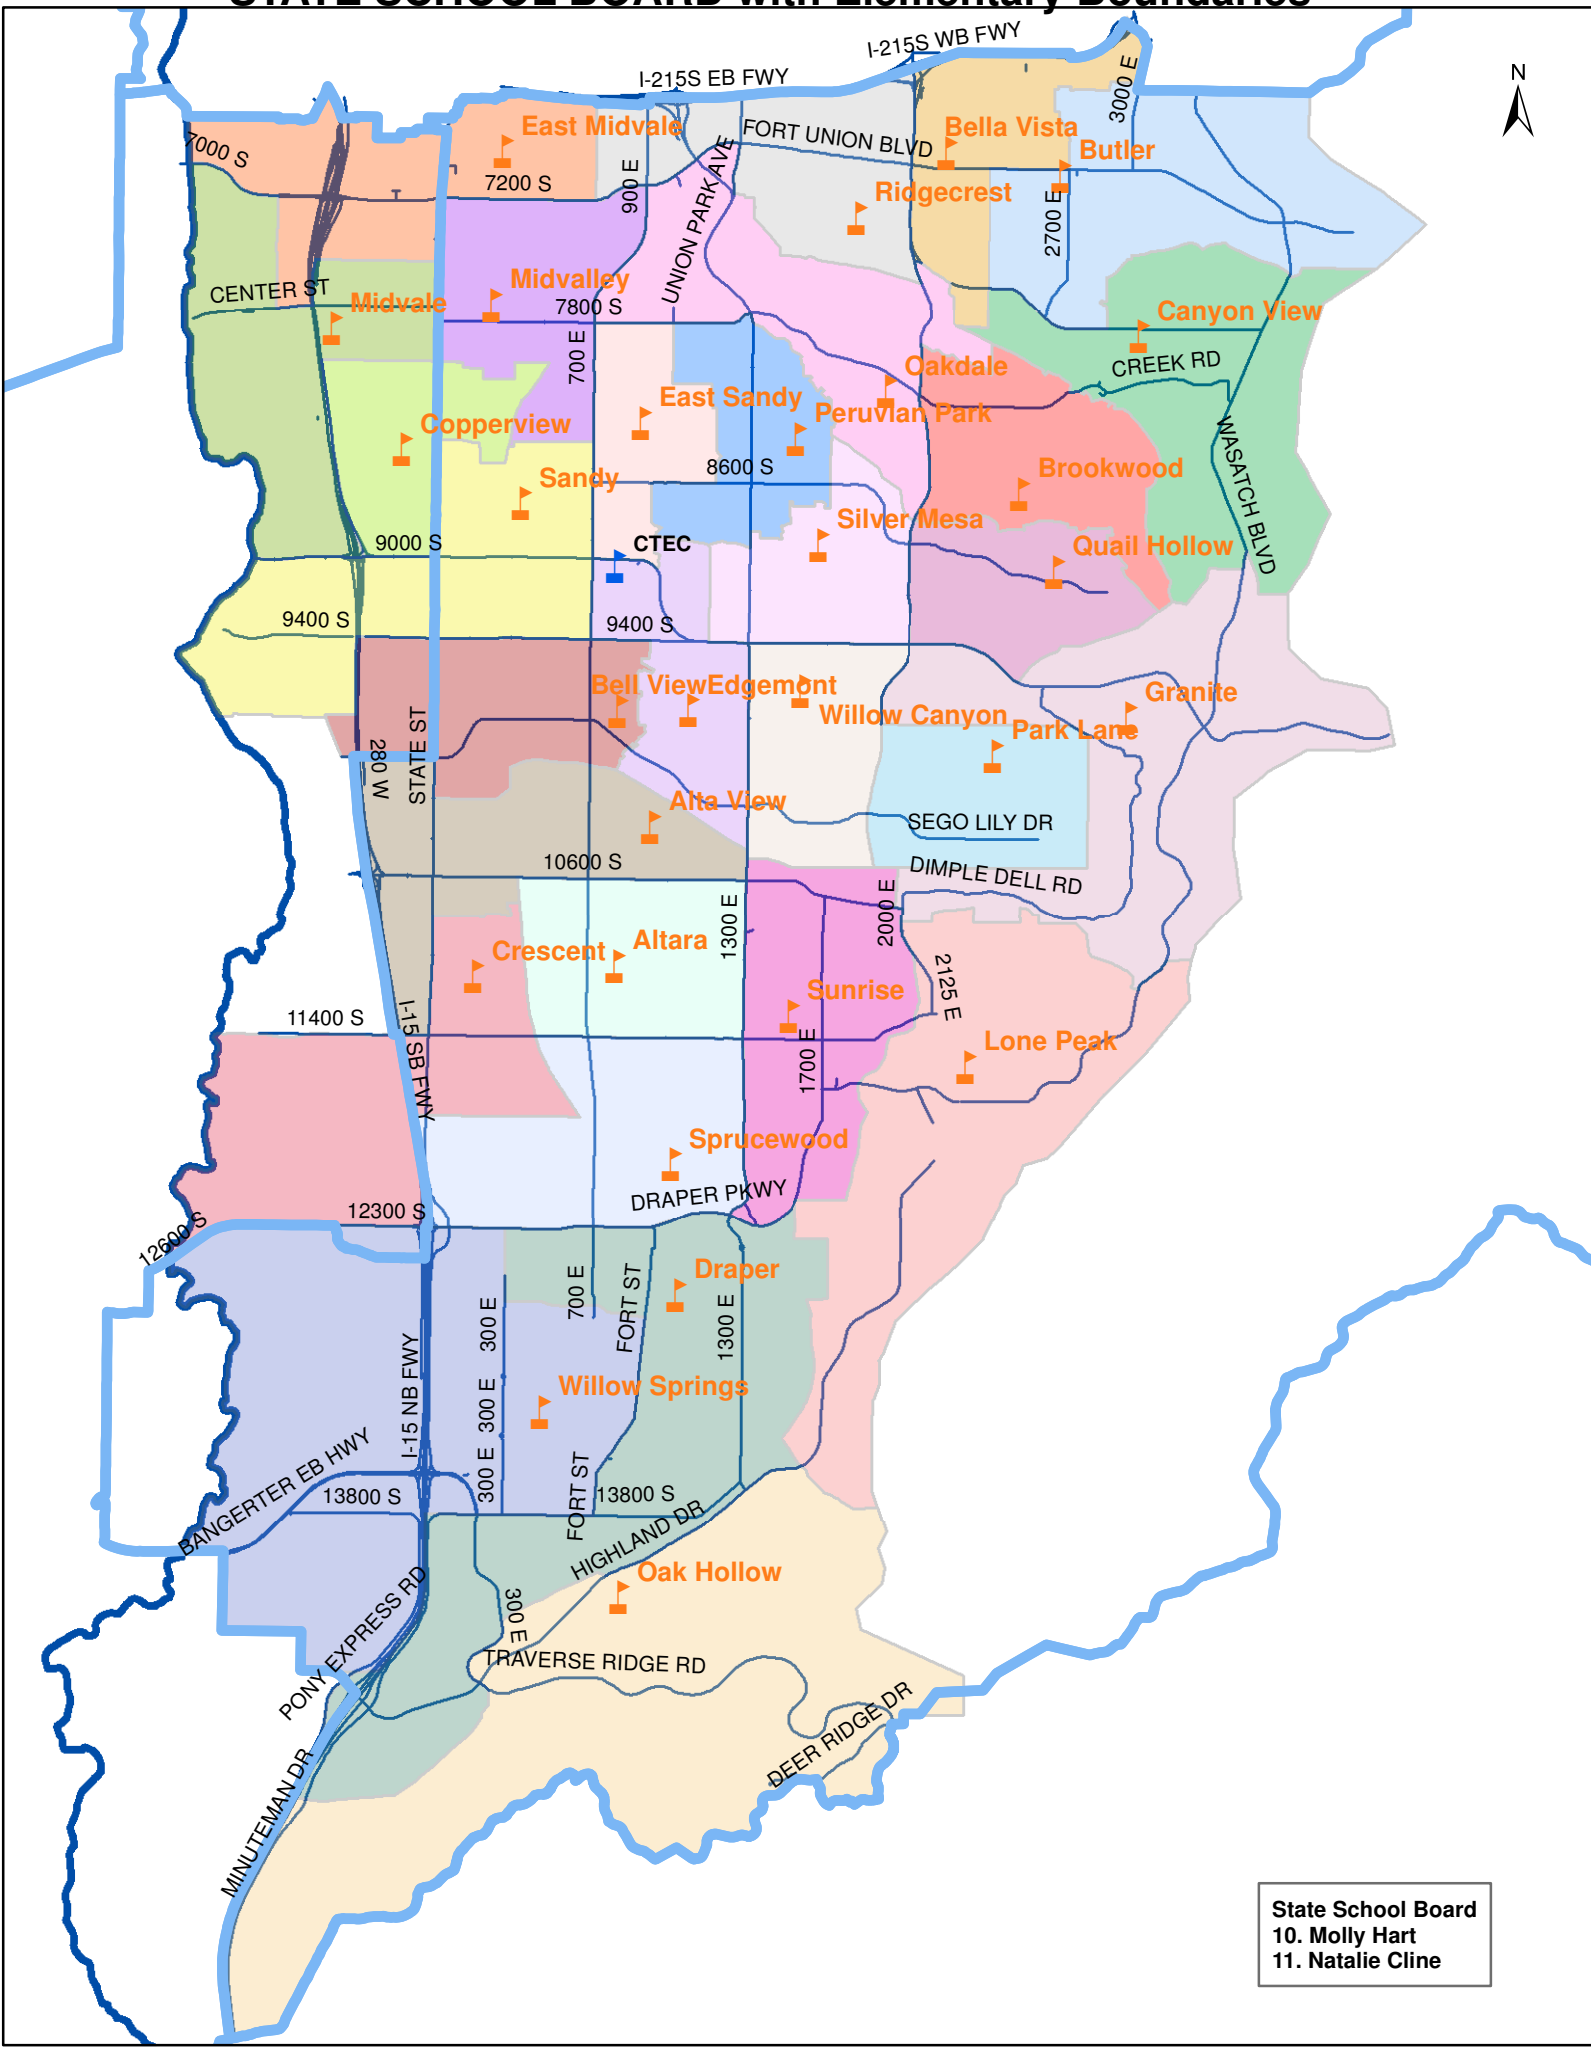 STATE SCHOOL BOARD with Elementary Boundaries
I-215S WB FWY
I-215S EB FWY
N
3000 E
East Midvale
FORT UNION BLVD
Bella Vista
7000 S
Butler
7200 S
900 E
UNION PARK AVE
Ridgecrest
2700 E
Midvalley
CENTER ST
Midvale
7800 S
Canyon View
700 E
Oakdale
CREEK RD
East Sandy
Peruvian Park
Copperview
WASATCH BLVD
8600 S
Brookwood
Sandy
Silver Mesa
9000 S
CTEC
Quail Hollow
9400 S
9400 S
Bell View
Edgemont
Granite
Willow Canyon
Park Lane
280 W
STATE ST
Alta View
SEGO LILY DR
10600 S
DIMPLE DELL RD
1300 E
2000 E
Crescent
Altara
2125 E
Sunrise
11400 S
I-15 SB FWY
1700 E
Lone Peak
Sprucewood
DRAPER PKWY
12300 S
12600 S
Draper
700 E
FORT ST
300 E
1300 E
I-15 NB FWY
Willow Springs
300 E
BANGERTER EB HWY
300 E
FORT ST
13800 S
13800 S
HIGHLAND DR
Oak Hollow
PONY EXPRESS RD
300 E
TRAVERSE RIDGE RD
DEER RIDGE DR
MINUTEMAN DR
State School Board
10. Molly Hart
11. Natalie Cline